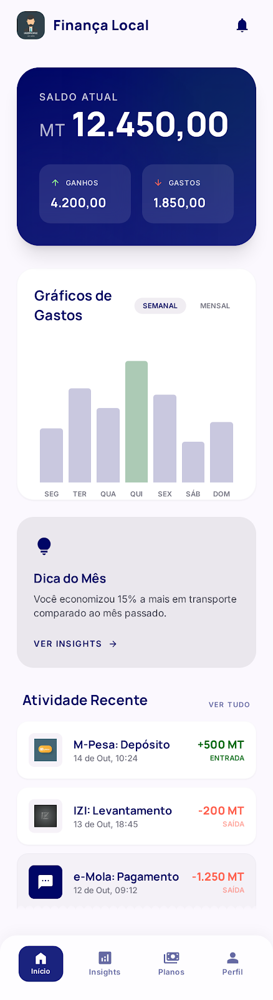 Finança Local
SALDO ATUAL
MT 12.450,00
GANHOS
4.200,00
GASTOS
1.850,00
Gráficos de
Gastos
SEMANAL
MENSAL
SEG TER QUA QUI SEX SÁB DOM
Dica do Mês
Você economizou 15% a mais em transporte
comparado ao mês passado.
VER INSIGHTS →
Atividade Recente
VER TUDO
M-Pesa: Depósito
14 de Out, 10:24
+500 MT
ENTRADA
IZI: Levantamento
13 de Out, 18:45
-200 MT
SAÍDA
e-Mola: Pagamento
12 de Out, 09:12
-1.250 MT
SAÍDA
Início
Insights
Planos
Perfil